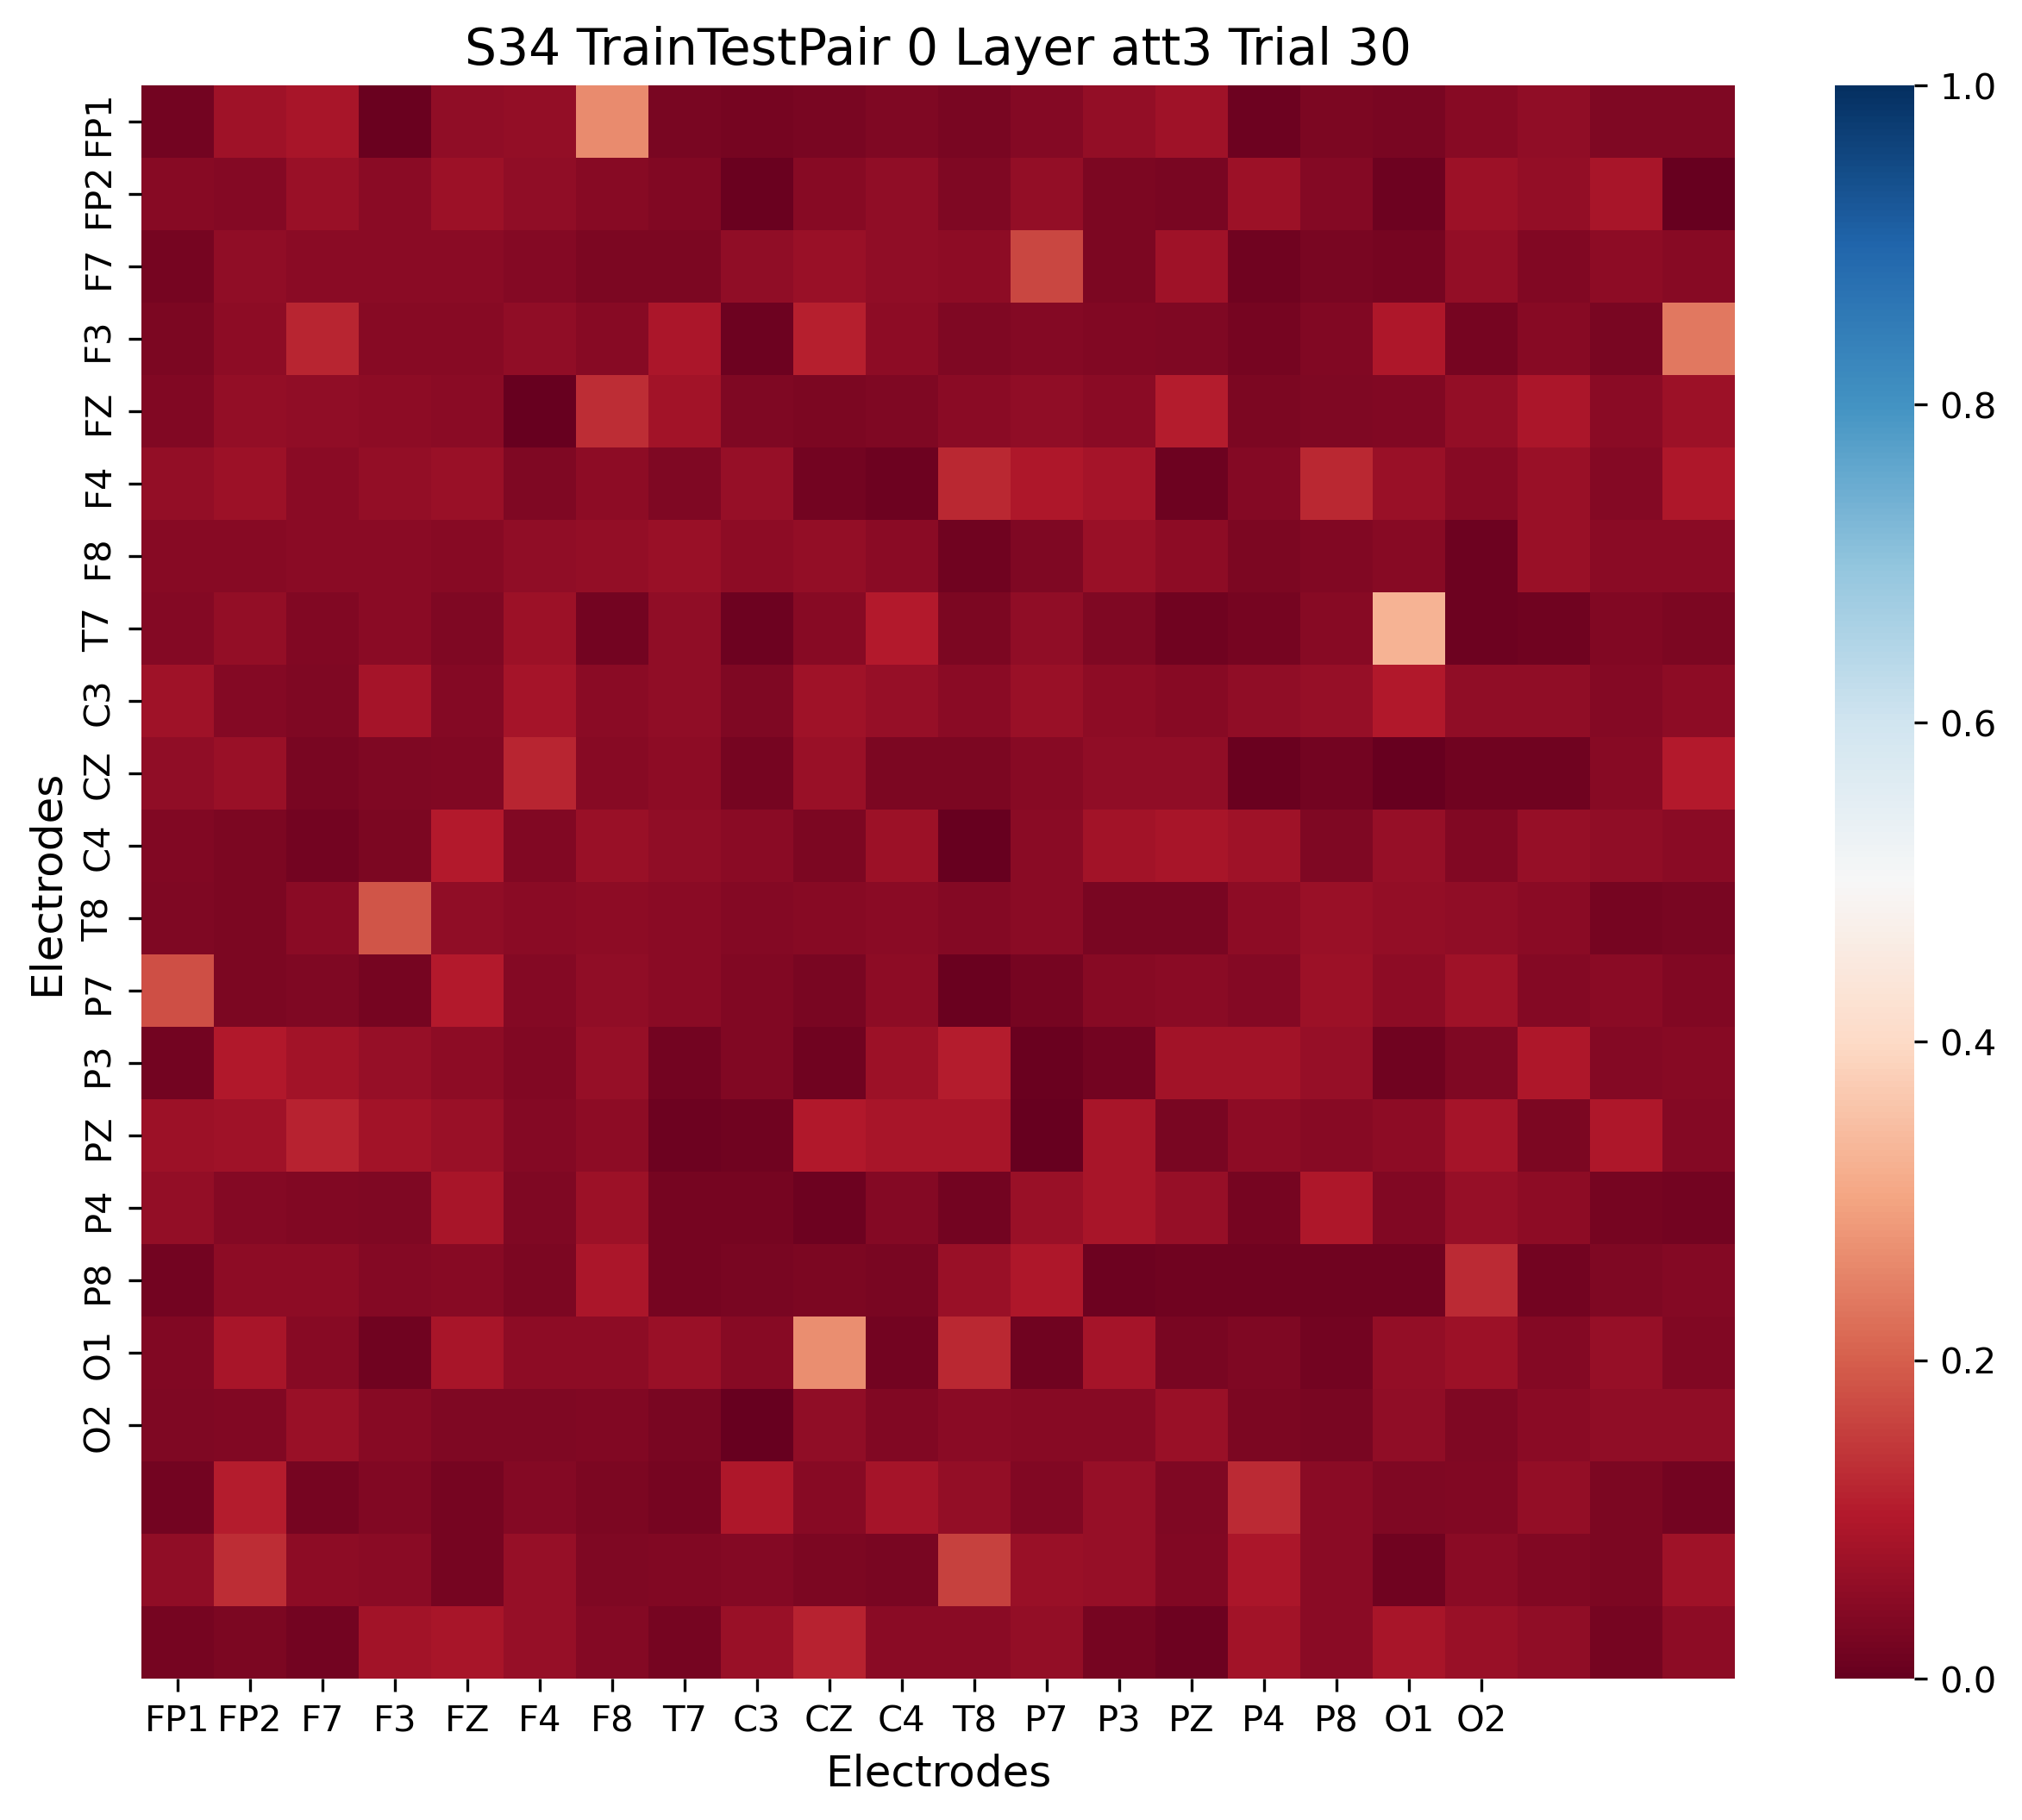 S34 TrainTestPair 0 Layer att3 Trial 30
Electrodes
FP1
FP2
F7
F3
FZ
F4
F8
T7
C3
CZ
C4
T8
P7
P3
PZ
P4
P8
O1
O2
FP1 FP2 F7 F3 FZ F4 F8 T7 C3 CZ C4 T8 P7 P3 PZ P4 P8 O1 O2
Electrodes
1.0
0.8
0.6
0.4
0.2
0.0